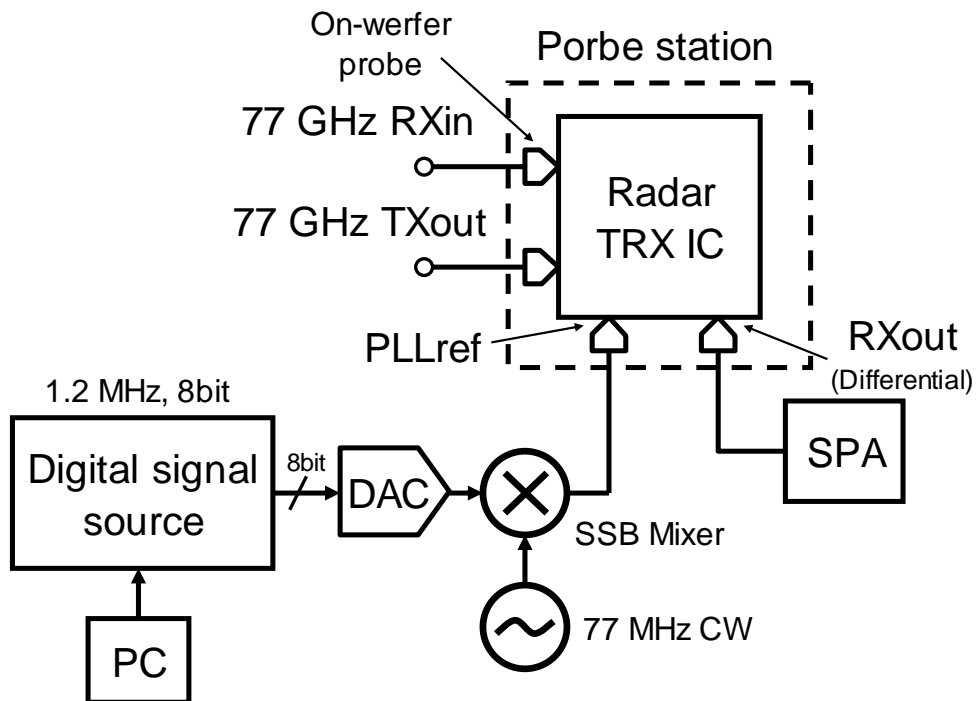 On-werfer
probe
Porbe station
77 GHz RXin
77 GHz TXout
Radar
TRX IC
PLLref
RXout
(Differential)
1.2 MHz, 8bit
Digital signal
source
8bit
DAC
SSB Mixer
SPA
77 MHz CW
PC